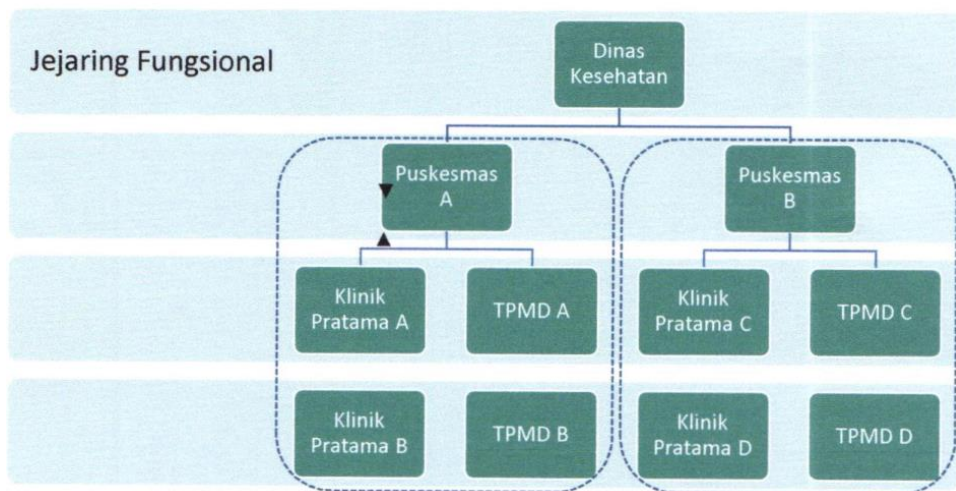 Jejaring Fungsional
Dinas
Kesehatan
Puskesmas
A
Puskesmas
B
Klinik
Pratama A
TPMD A
Klinik
Pratama C
TPMD C
Klinik
Pratama B
TPMD B
Klinik
Pratama D
TPMD D